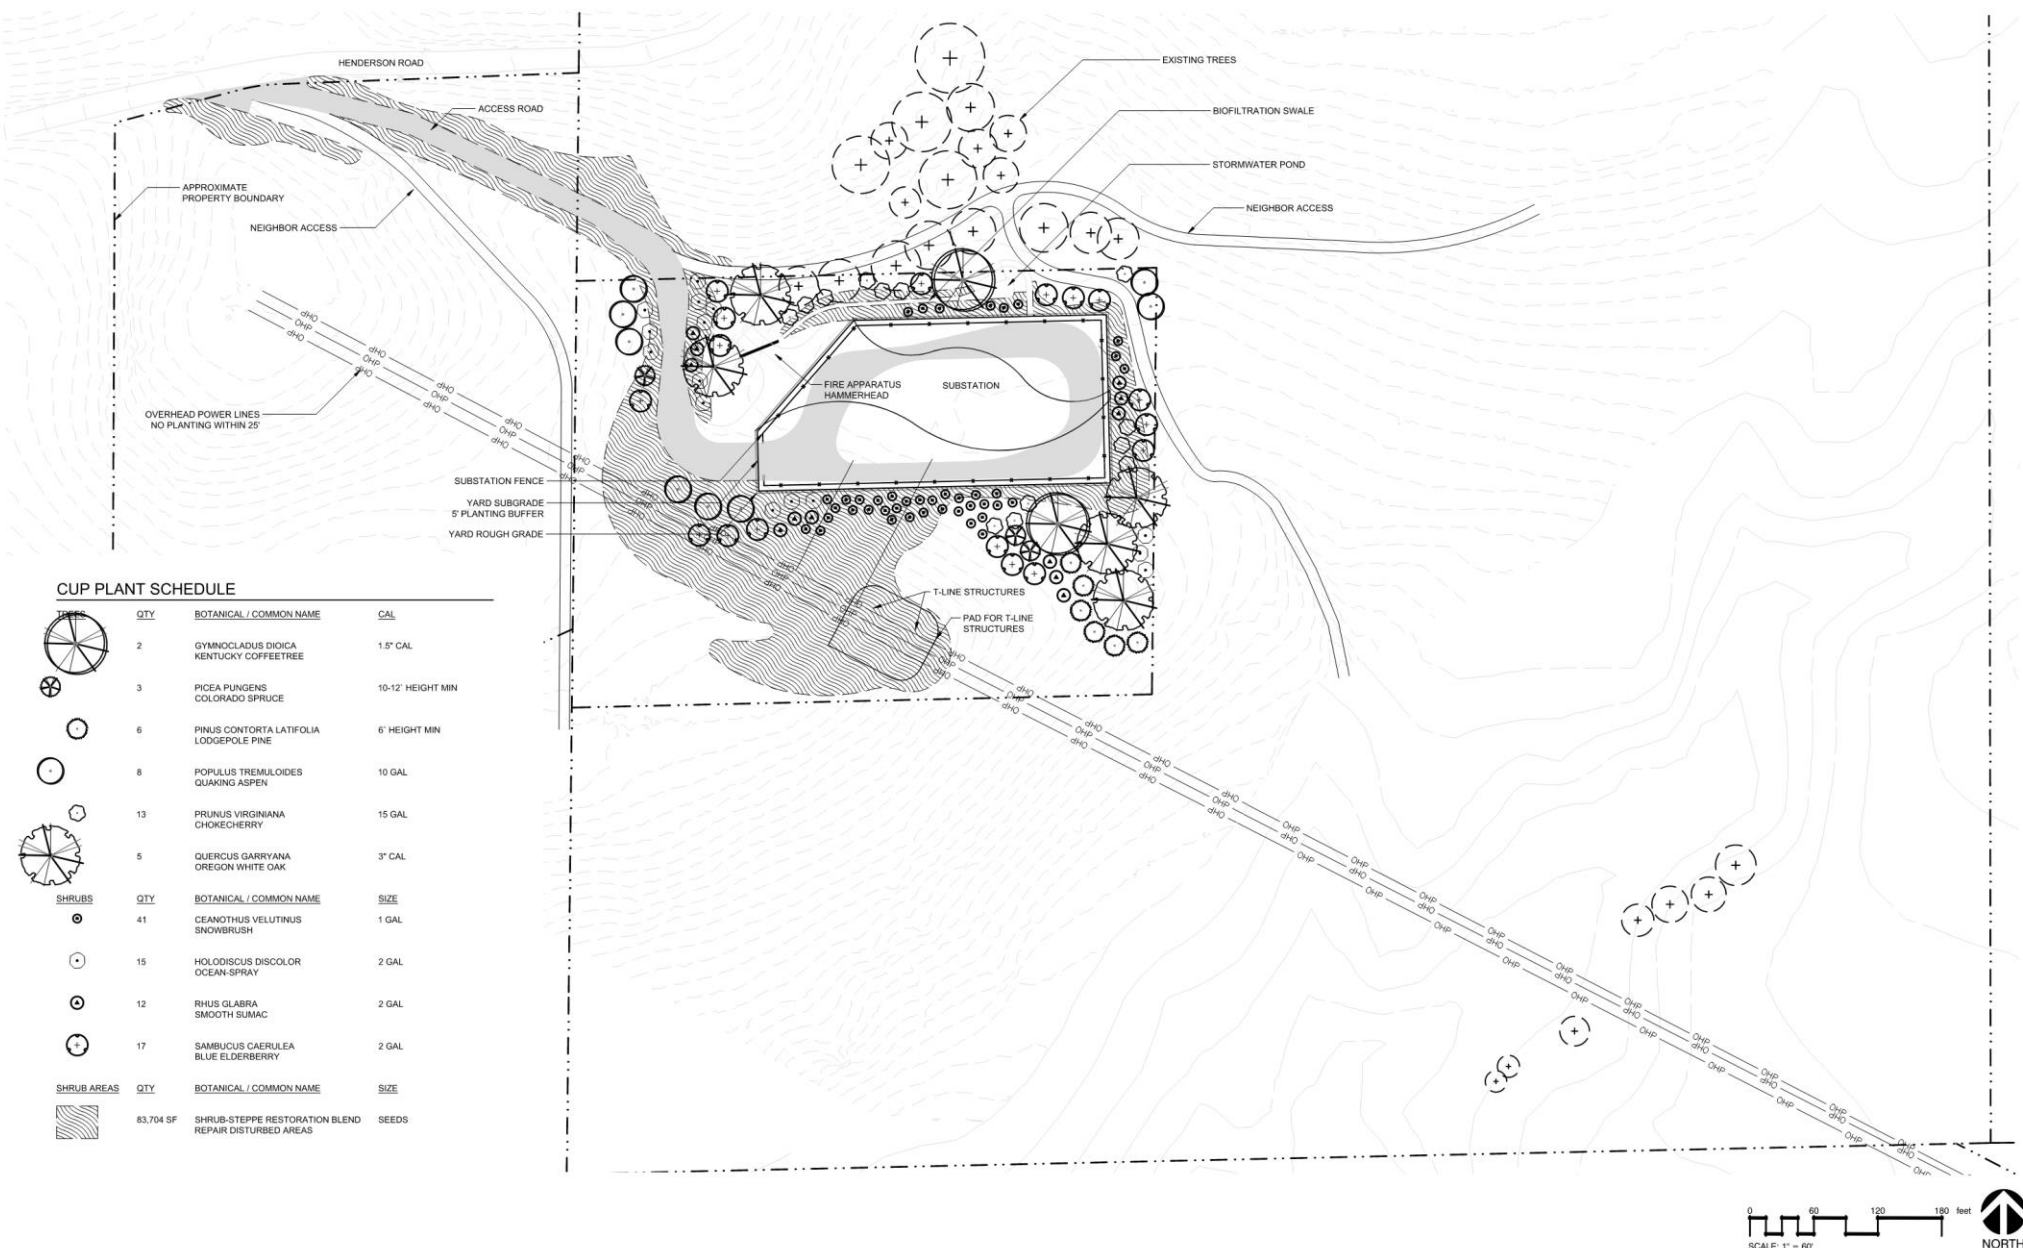 HENDERSON ROAD
ACCESS ROAD
EXISTING TREES
BIOFILTRATION SWALE
STORMWATER POND
NEIGHBOR ACCESS
APPROXIMATE
PROPERTY BOUNDARY
NEIGHBOR ACCESS
OVERHEAD POWER LINES
NO PLANTING WITHIN 25'
FIRE APPARATUS
HAMMERHEAD
SUBSTATION
SUBSTATION FENCE
YARD SUBGRADE
5' PLANTING BUFFER
YARD ROUGH GRADE
T-LINE STRUCTURES
PAD FOR T-LINE
STRUCTURES
OHP
OHP
OHP
CUP PLANT SCHEDULE
TREES QTY BOTANICAL / COMMON NAME CAL
2 GYMNOCLADUS DIOICA 1.5" CAL
KENTUCKY COFFEETREE
3 PICEA PUNGENS 10-12` HEIGHT MIN
COLORADO SPRUCE
6 PINUS CONTORTA LATIFOLIA 6` HEIGHT MIN
LODGEPOLE PINE
8 POPULUS TREMULOIDES 10 GAL
QUAKING ASPEN
13 PRUNUS VIRGINIANA 15 GAL
CHOKECHERRY
5 QUERCUS GARRYANA 3" CAL
OREGON WHITE OAK
SHRUBS QTY BOTANICAL / COMMON NAME SIZE
41 CEANOTHUS VELUTINUS 1 GAL
SNOWBRUSH
15 HOLODISCUS DISCOLOR 2 GAL
OCEAN-SPRAY
12 RHUS GLABRA 2 GAL
SMOOTH SUMAC
17 SAMBUCUS CAERULEA 2 GAL
BLUE ELDERBERRY
SHRUB AREAS QTY BOTANICAL / COMMON NAME SIZE
83,704 SF SHRUB-STEPPE RESTORATION BLEND SEEDS
REPAIR DISTURBED AREAS
0 60 120 180 feet
SCALE: 1" = 60'
NORTH